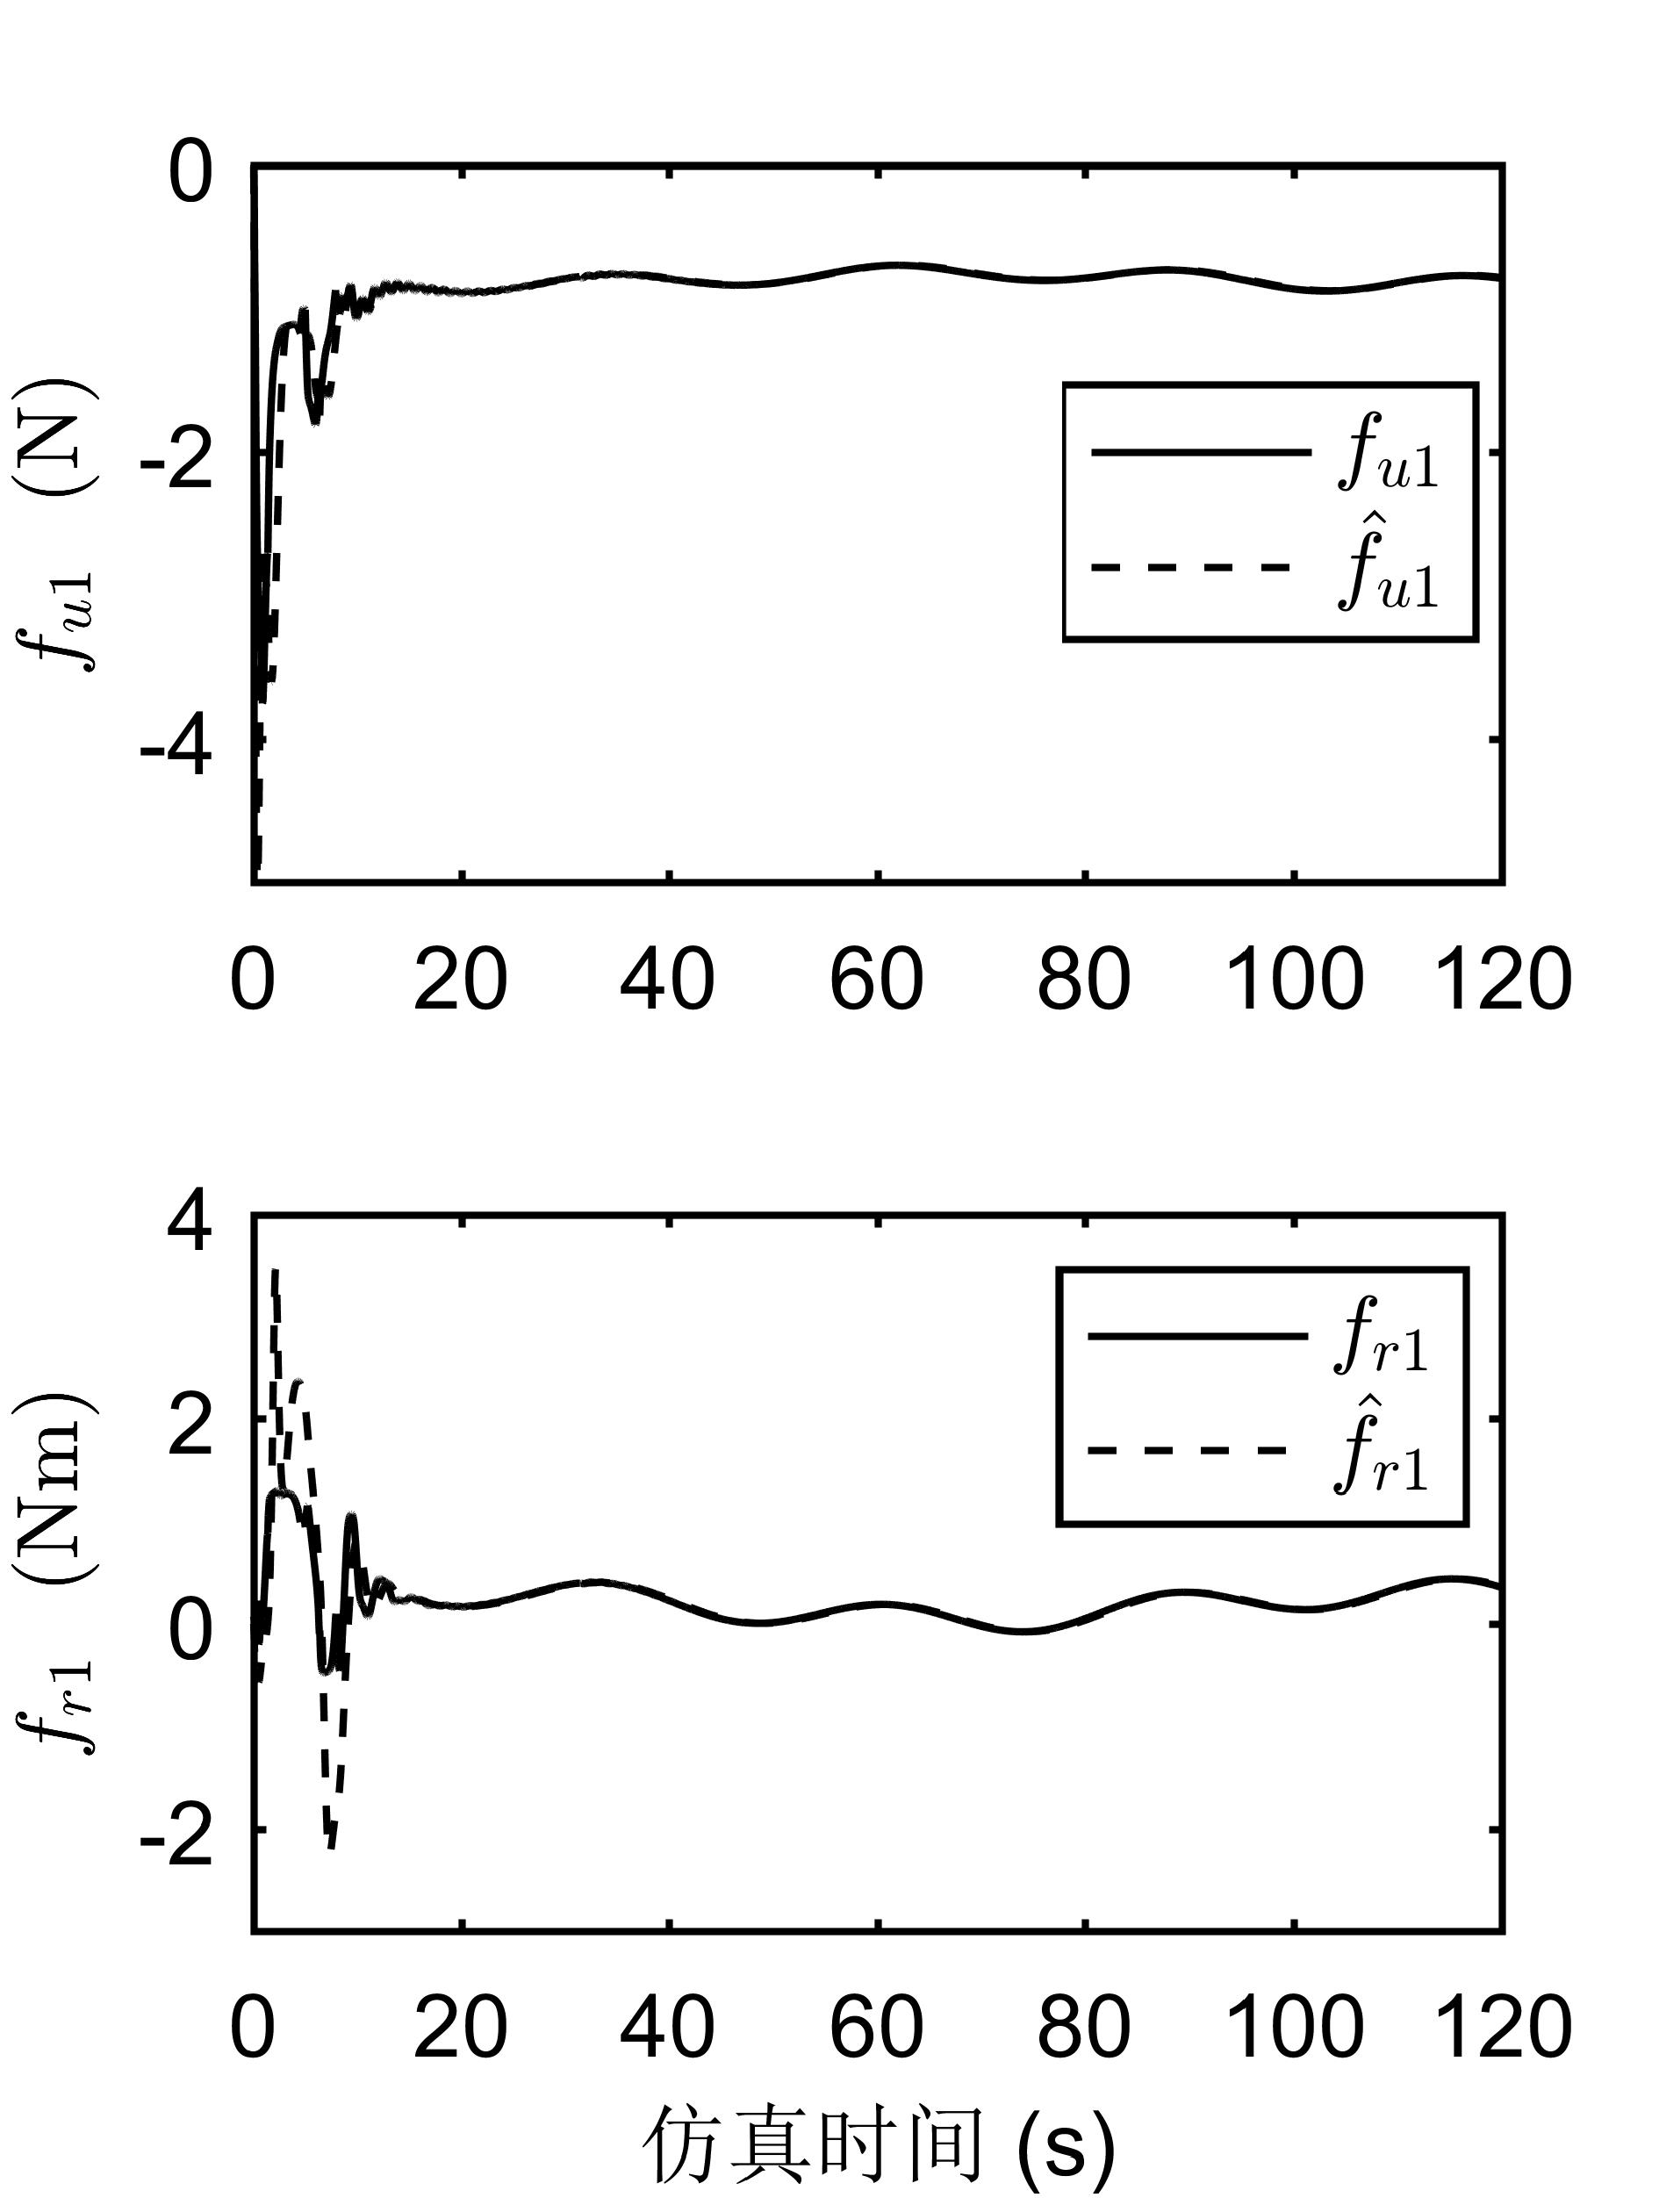 0
-2
-4
f_{u1} (N)
f_{u1}
\hat{f}_{u1}
0 20 40 60 80 100 120
4
2
0
-2
f_{r1} (Nm)
f_{r1}
\hat{f}_{r1}
0 20 40 60 80 100 120
仿真时间 (s)